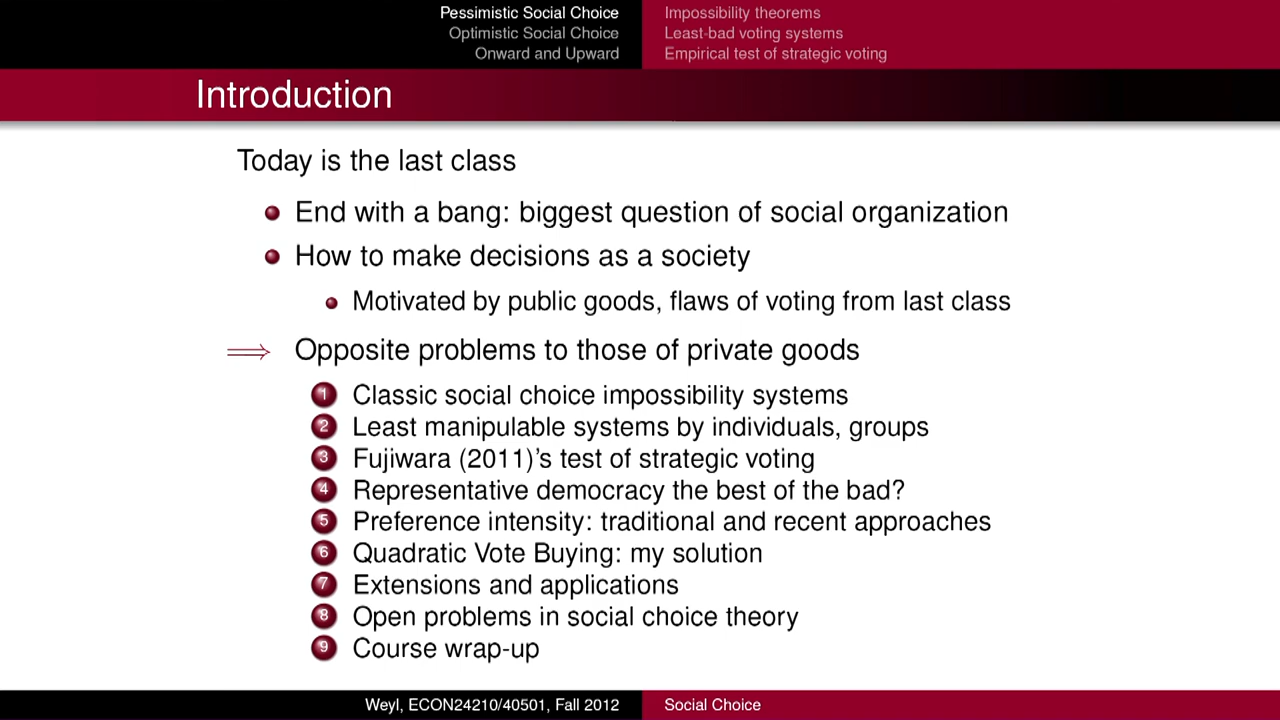 Pessimistic Social Choice
Optimistic Social Choice
Onward and Upward
Impossibility theorems
Least-bad voting systems
Empirical test of strategic voting
Introduction
Today is the last class
End with a bang: biggest question of social organization
How to make decisions as a society
Motivated by public goods, flaws of voting from last class
⟹ Opposite problems to those of private goods
1 Classic social choice impossibility systems
2 Least manipulable systems by individuals, groups
3 Fujiwara (2011)'s test of strategic voting
4 Representative democracy the best of the bad?
5 Preference intensity: traditional and recent approaches
6 Quadratic Vote Buying: my solution
7 Extensions and applications
8 Open problems in social choice theory
9 Course wrap-up
Weyl, ECON24210/40501, Fall 2012
Social Choice